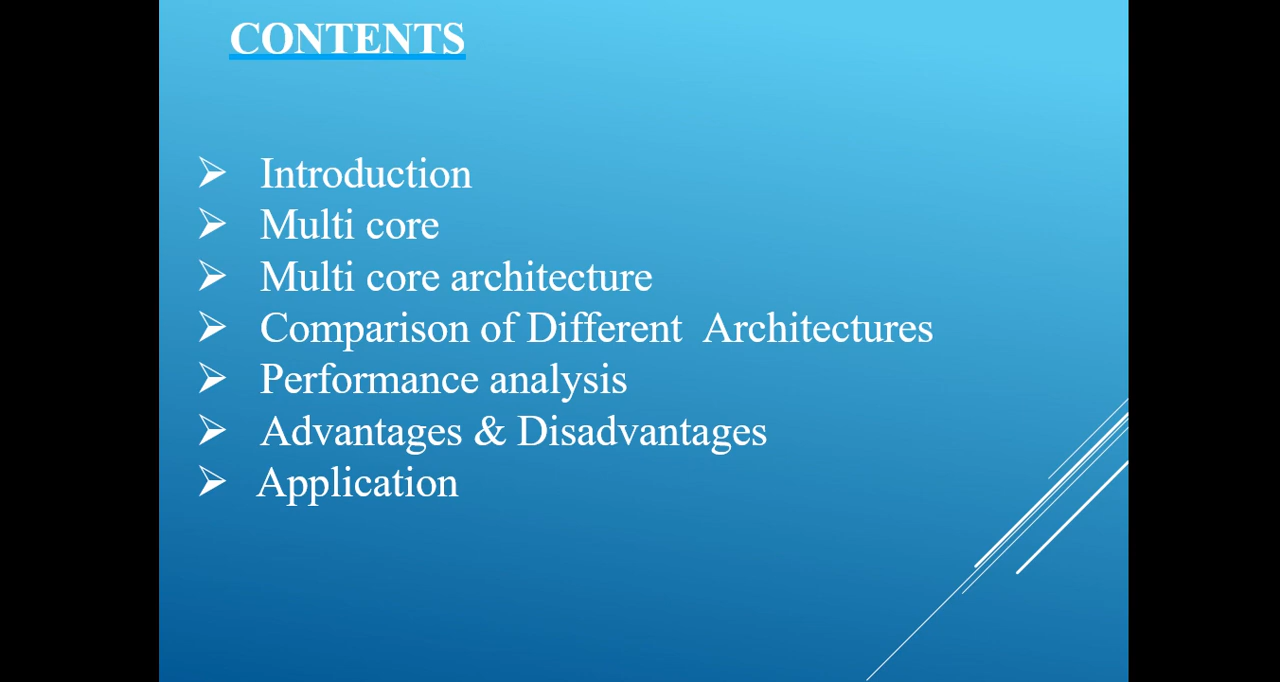 CONTENTS
Introduction
Multi core
Multi core architecture
Comparison of Different  Architectures
Performance analysis
Advantages & Disadvantages
Application